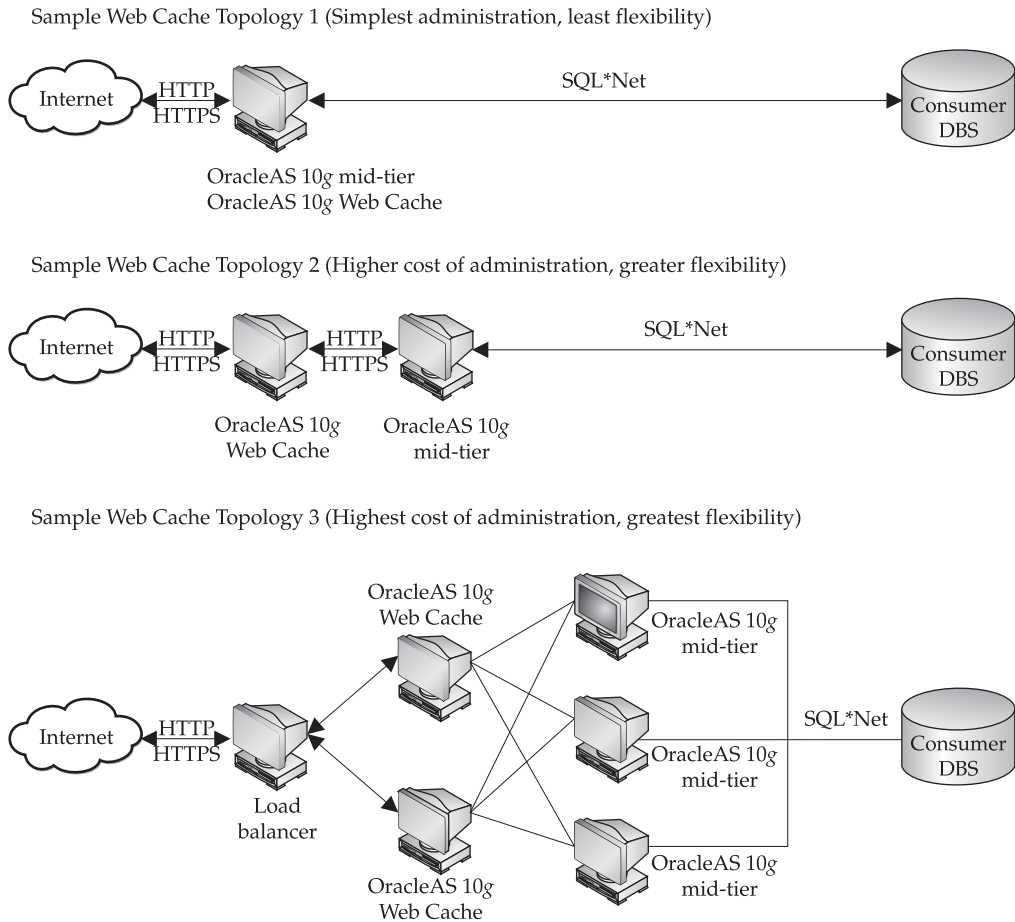 Sample Web Cache Topology 1 (Simplest administration, least flexibility)
Internet
HTTP
HTTPS
SQL*Net
Consumer
DBS
OracleAS 10g mid-tier
OracleAS 10g Web Cache
Sample Web Cache Topology 2 (Higher cost of administration, greater flexibility)
Internet
HTTP
HTTPS
HTTP
HTTPS
SQL*Net
Consumer
DBS
OracleAS 10g
Web Cache
OracleAS 10g
mid-tier
Sample Web Cache Topology 3 (Highest cost of administration, greatest flexibility)
OracleAS 10g
Web Cache
OracleAS 10g
mid-tier
Internet
HTTP
HTTPS
Load
balancer
OracleAS 10g
mid-tier
SQL*Net
Consumer
DBS
OracleAS 10g
Web Cache
OracleAS 10g
mid-tier